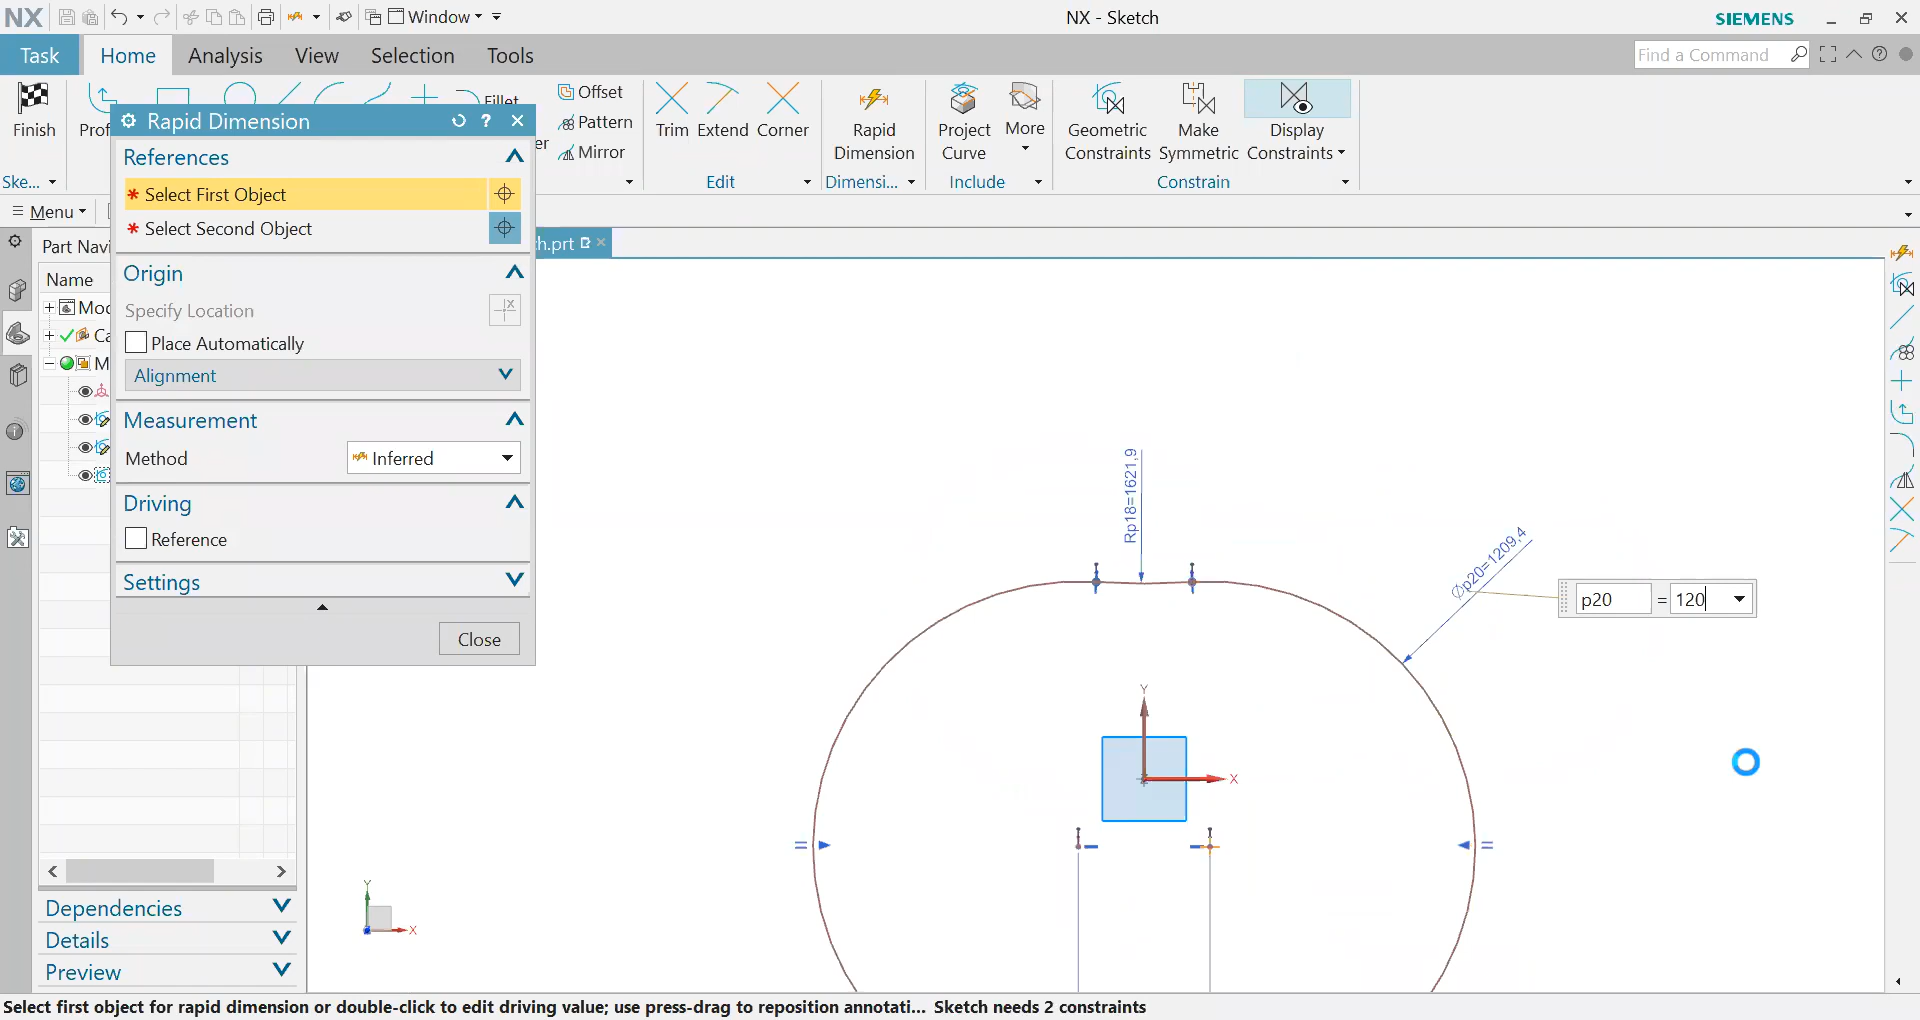 NX
Window
NX - Sketch
SIEMENS
Task
Home
Analysis
View
Selection
Tools
Find a Command
Finish
Prof
Fillet
er
Offset
Pattern
Mirror
Trim
Extend
Corner
Rapid
Dimension
Project
Curve
More
Geometric
Constraints
Make
Symmetric
Display
Constraints
Ske...
Edit
Dimensi...
Include
Constrain
Menu
Rapid Dimension
References
* Select First Object
* Select Second Object
Origin
Specify Location
Place Automatically
Alignment
Measurement
Method
Inferred
Driving
Reference
Settings
Close
Part Navi
Name
Moc
Ca
M
ch.prt
Rp18=1621,9
Øp20=1209,4
p20 = 120
Y
X
Y
X
Dependencies
Details
Preview
Select first object for rapid dimension or double-click to edit driving value; use press-drag to reposition annotati... Sketch needs 2 constraints